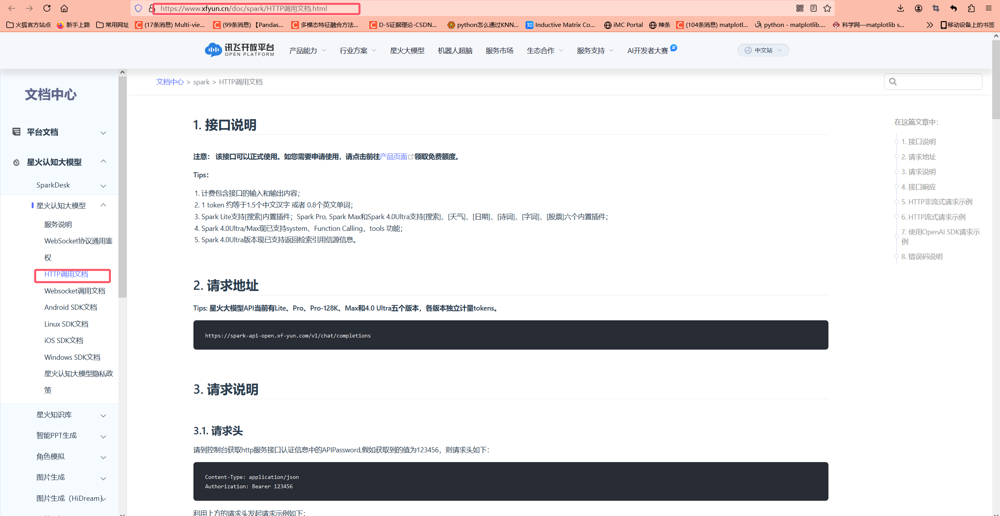 https://www.xfyun.cn/doc/spark/HTTP调用文档.html
火狐官方站点 新手上路 常用网址 (17条消息) Multi-vie... (99条消息) 【Pandas... 多模态特征融合方法... D-S证据理论-CSDN... python怎么通过KNN... Inductive Matrix Co... iMC Portal 辣条 (104条消息) matplotl... python - matplotlib.... 科学网—matplotlib s... 移动设备上的书签
讯飞开放平台
OPEN PLATFORM
产品能力 行业方案 星火大模型 机器人超脑 服务市场 生态合作 服务支持 AI开发者大赛 # 中文站
文档中心
平台文档
星火认知大模型
SparkDesk
星火认知大模型
服务说明
WebSocket协议通用鉴
权
HTTP调用文档
Websocket调用文档
Android SDK文档
Linux SDK文档
iOS SDK文档
Windows SDK文档
星火认知大模型隐私政
策
星火知识库
智能PPT生成
角色模拟
图片生成
图片生成（HiDream）
文档中心 > spark > HTTP调用文档
1. 接口说明
注意： 该接口可以正式使用。如您需要申请使用，请点击前往产品页面领取免费额度。
Tips：
1. 计费包含接口的输入和输出内容；
2. 1 token 约等于1.5个中文汉字 或者 0.8个英文单词；
3. Spark Lite支持[搜索]内置插件；Spark Pro, Spark Max和Spark 4.0Ultra支持[搜索]、[天气]、[日期]、[诗词]、[字词]、[股票]六个内置插件；
4. Spark 4.0Ultra/Max现已支持system、Function Calling，tools 功能；
5. Spark 4.0Ultra版本现已支持返回检索引用信源信息。
2. 请求地址
Tips: 星火大模型API当前有Lite、Pro、Pro-128K、Max和4.0 Ultra五个版本，各版本独立计量tokens。
https://spark-api-open.xf-yun.com/v1/chat/completions
3. 请求说明
3.1. 请求头
请到控制台获取http服务接口认证信息中的APIPassword,假如获取到的值为123456，则请求头如下：
Content-Type: application/json
Authorization: Bearer 123456
利用上方的请求头发起请求示例如下：
在这篇文章中：
1. 接口说明
2. 请求地址
3. 请求说明
4. 接口响应
5. HTTP非流式请求示例
6. HTTP流式请求示例
7. 使用OpenAI SDK请求示
例
8. 错误码说明